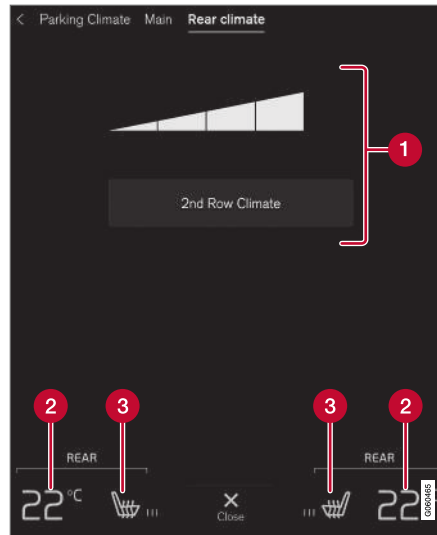 < Parking Climate Main Rear climate
1
2nd Row Climate
2 3 3 2
REAR REAR
22°C 22°
Close
G060465